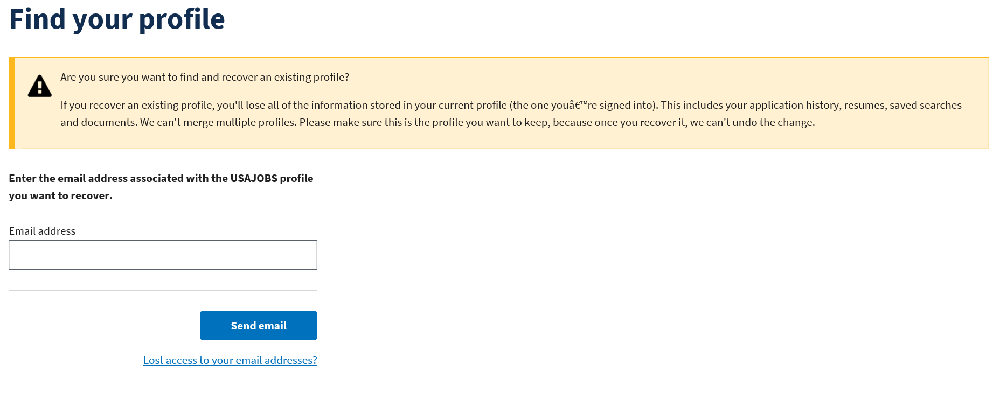 Find your profile
Are you sure you want to find and recover an existing profile?
If you recover an existing profile, you'll lose all of the information stored in your current profile (the one youâ€™re signed into). This includes your application history, resumes, saved searches
and documents. We can't merge multiple profiles. Please make sure this is the profile you want to keep, because once you recover it, we can't undo the change.
Enter the email address associated with the USAJOBS profile
you want to recover.
Email address
Send email
Lost access to your email addresses?